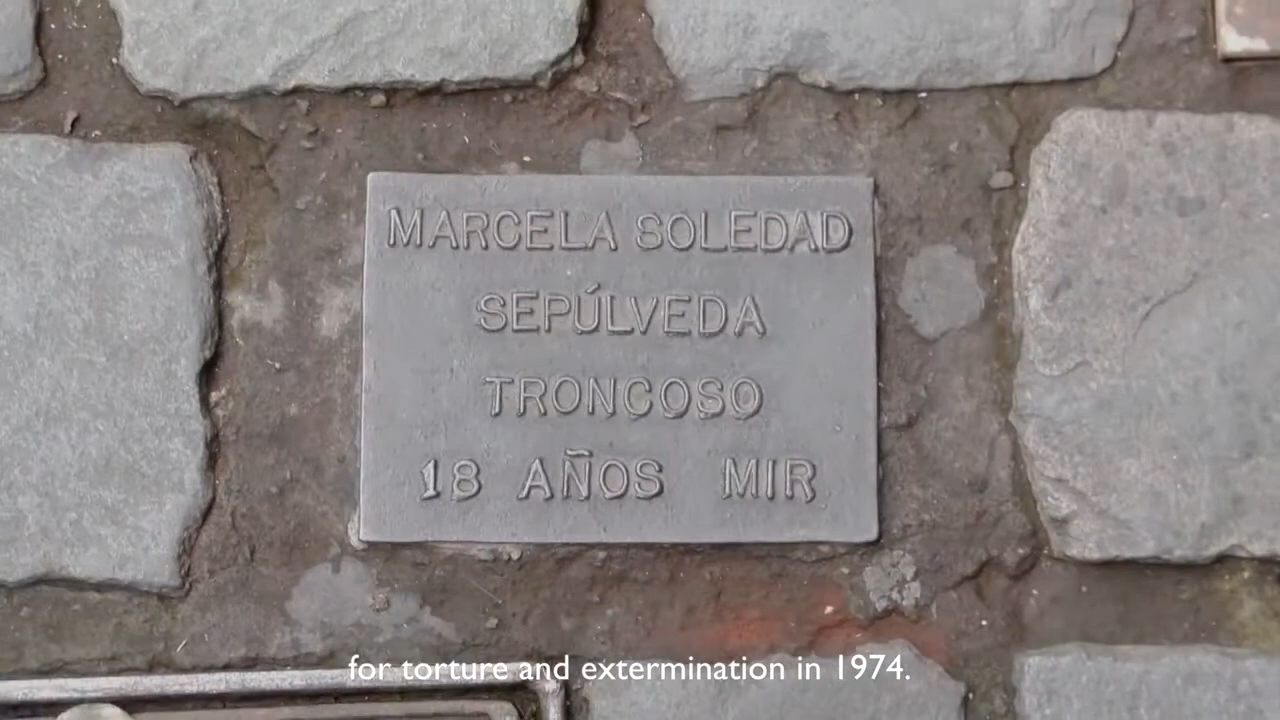 MARCELA SOLEDAD
SEPÚLVEDA
TRONCOSO
18 AÑOS MIR
for torture and extermination in 1974.